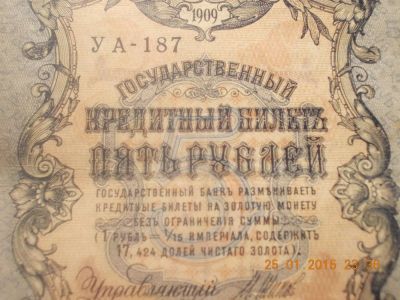 1909
УА-187
ГОСУДАРСТВЕННЫЙ
КРЕДИТНЫЙ БИЛЕТЪ
ПЯТЬ РУБЛЕЙ
ГОСУДАРСТВЕННЫЙ БАНКЪ РАЗМѢНИВАЕТЪ
КРЕДИТНЫЕ БИЛЕТЫ НА ЗОЛОТУЮ МОНЕТУ
БЕЗЪ ОГРАНИЧЕНІЯ СУММЫ
(1 РУБЛЬ = 1/15 ИМПЕРІАЛА, СОДЕРЖИТЪ
17,424 ДОЛЕЙ ЧИСТАГО ЗОЛОТА).
Управляющій
25.01.2015